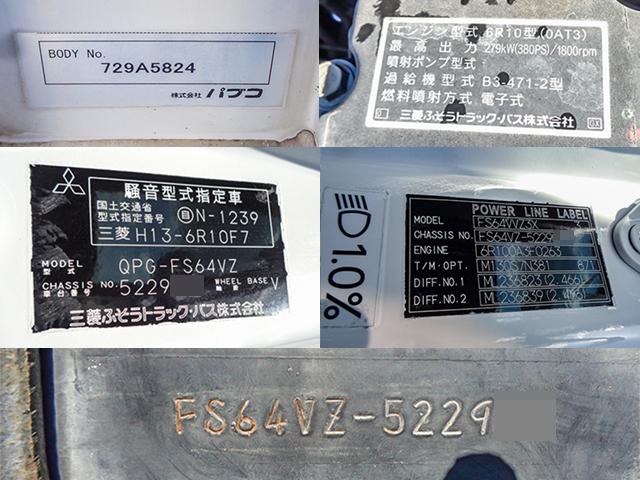 BODY No.
729A5824
株式会社 パブコ
エンジン型式 6R10型(0AT3)
最高出力 279kW(380PS)/1800rpm
噴射ポンプ型式
過給機型式 B3-471-2型
燃料噴射方式 電子式
三菱ふそうトラック・バス株式会社
騒音型式指定車
国土交通省
型式指定番号 自N-1239
三菱 H13-6R10F7
MODEL
型式 QPG-FS64VZ
CHASSIS NO.
車台番号 5229 WHEEL BASE V
三菱ふそうトラック・バス株式会社
1.0%
POWER LINE LABEL
MODEL FS64VZ3X
CHASSIS NO. FS64VZ-5229
ENGINE
T/M・OPT.
DIFF.NO.1
DIFF.NO.2
FS64VZ-5229